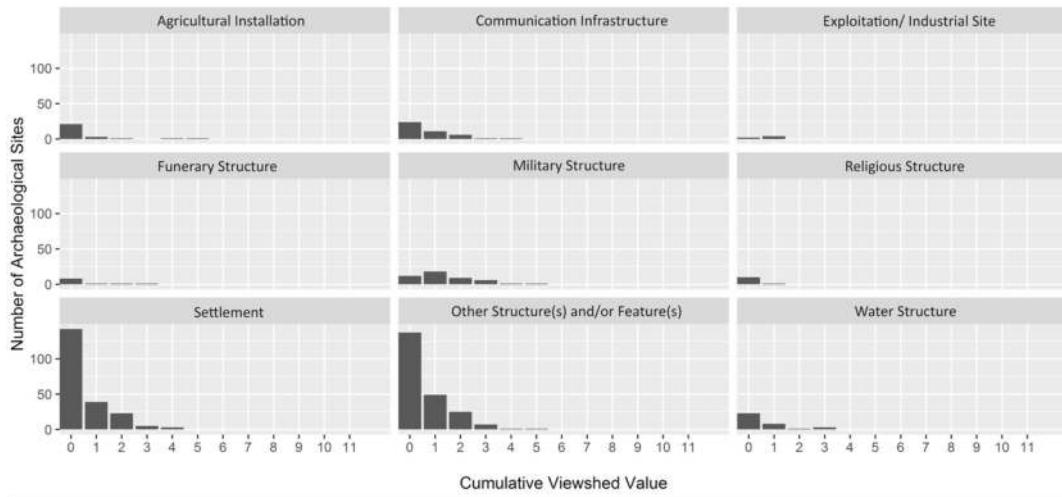 Agricultural Installation Communication Infrastructure Exploitation/ Industrial Site
100
50
0
Funerary Structure Military Structure Religious Structure
100
50
0
Settlement Other Structure(s) and/or Feature(s) Water Structure
100
50
0
0 1 2 3 4 5 6 7 8 9 10 11 0 1 2 3 4 5 6 7 8 9 10 11 0 1 2 3 4 5 6 7 8 9 10 11
Number of Archaeological Sites
Cumulative Viewshed Value